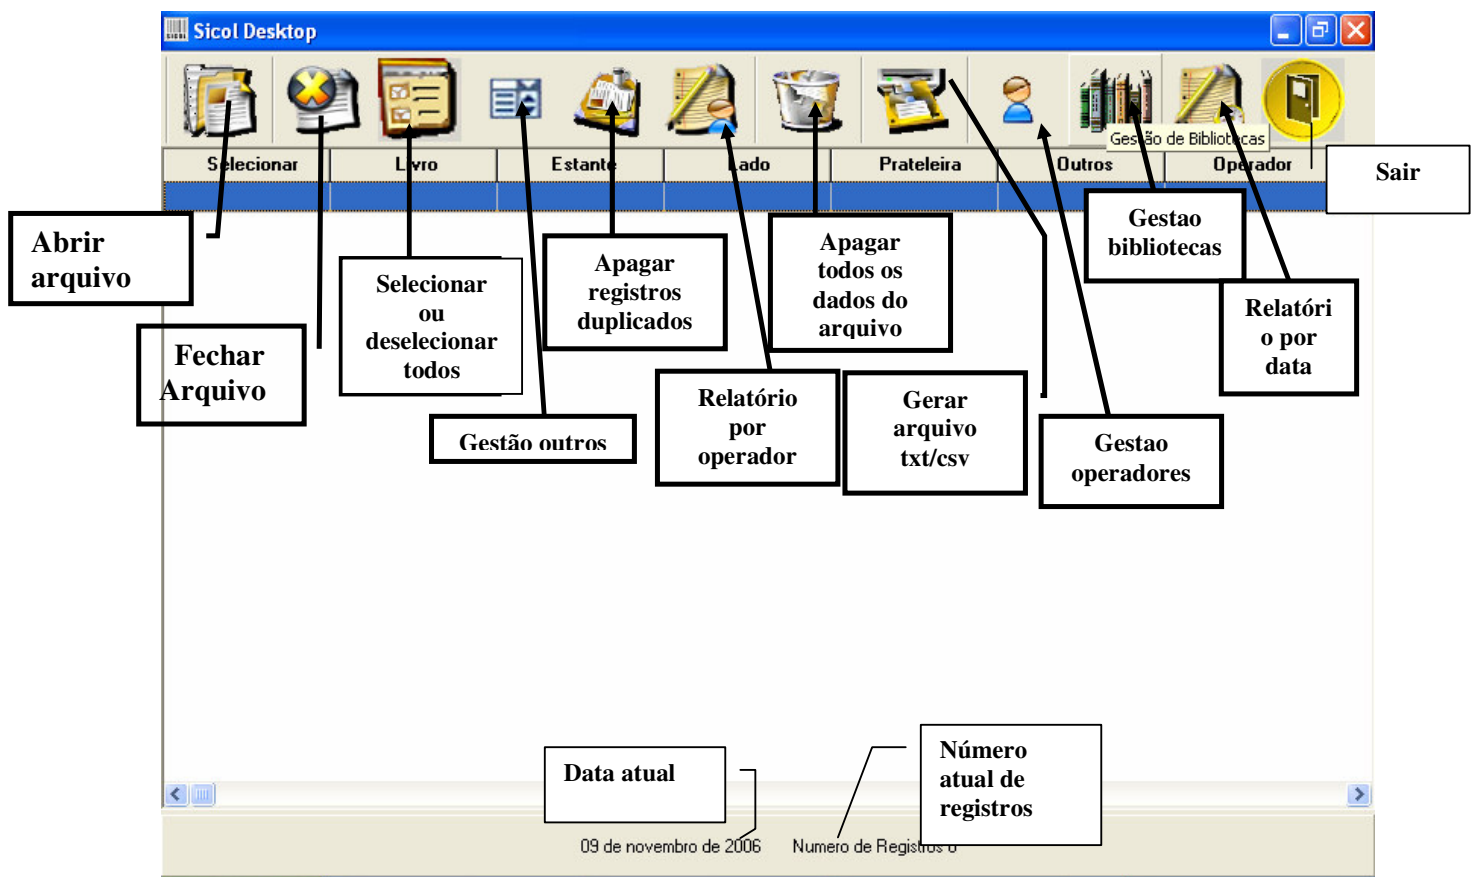 Sicol Desktop
Gestão de Bibliotecas
Selecionar Livro Estante Lado Prateleira Outros Operador
Sair
Abrir
arquivo
Fechar
Arquivo
Selecionar
ou
deselecionar
todos
Gestão outros
Apagar
registros
duplicados
Relatório
por
operador
Apagar
todos os
dados do
arquivo
Gerar
arquivo
txt/csv
Gestao
operadores
Gestao
bibliotecas
Relatóri
o por
data
Data atual
Número
atual de
registros
09 de novembro de 2006 Numero de Registros 0